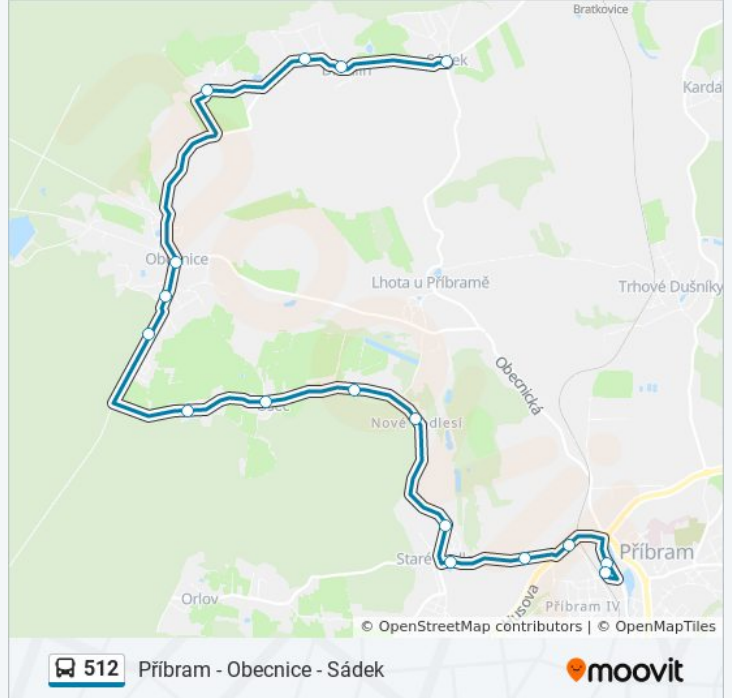 Bratkovice
Sádek
Karda
Obecnice
Lhota u Příbramě
Trhové Dušníky
Obecnická
Nové
Příbram
Orlov
Příbram IV
© OpenStreetMap contributors | © OpenMapTiles
512 Příbram - Obecnice - Sádek
moovit